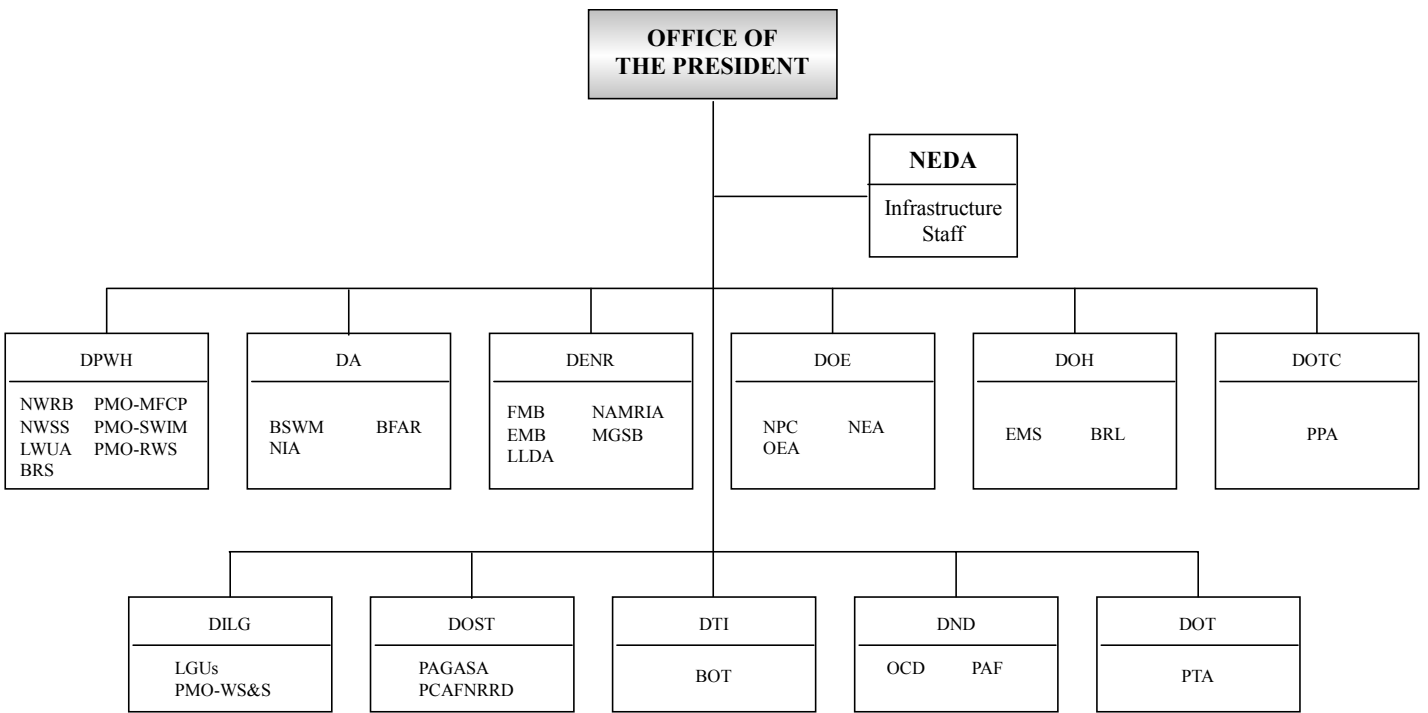 OFFICE OF
THE PRESIDENT
NEDA
Infrastructure
Staff
DPWH
NWRB PMO-MFCP
NWSS PMO-SWIM
LWUA PMO-RWS
BRS
DA
BSWM BFAR
NIA
DENR
FMB NAMRIA
EMB MGSB
LLDA
DOE
NPC NEA
OEA
DOH
EMS BRL
DOTC
PPA
DILG
LGUs
PMO-WS&S
DOST
PAGASA
PCAFNRRD
DTI
BOT
DND
OCD PAF
DOT
PTA